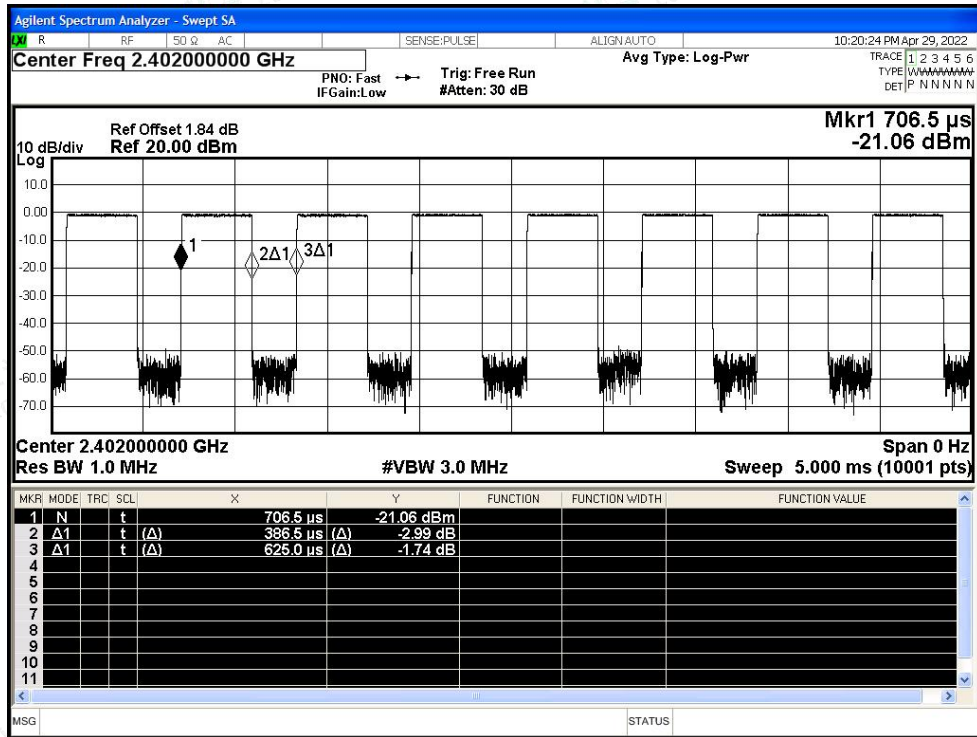 Agilent Spectrum Analyzer - Swept SA
LXI R RF 50 Ω AC SENSE:PULSE ALIGN AUTO 10:20:24 PM Apr 29, 2022
Center Freq 2.402000000 GHz Avg Type: Log-Pwr TRACE 1 2 3 4 5 6
PNO: Fast Trig: Free Run TYPE WWWWWW
IFGain:Low #Atten: 30 dB DET P N N N N N
Mkr1 706.5 µs
Ref Offset 1.84 dB
10 dB/div Ref 20.00 dBm -21.06 dBm
Log
10.0
0.00
1 2Δ1 3Δ1
-10.0
-20.0
-30.0
-40.0
-50.0
-60.0
-70.0
Center 2.402000000 GHz Span 0 Hz
Res BW 1.0 MHz #VBW 3.0 MHz Sweep 5.000 ms (10001 pts)
MKR MODE TRC SCL X Y FUNCTION FUNCTION WIDTH FUNCTION VALUE
1 N t 706.5 µs -21.06 dBm
2 Δ1 t (Δ) 386.5 µs (Δ) -2.99 dB
3 Δ1 t (Δ) 625.0 µs (Δ) -1.74 dB
4
5
6
7
8
9
10
11
MSG STATUS